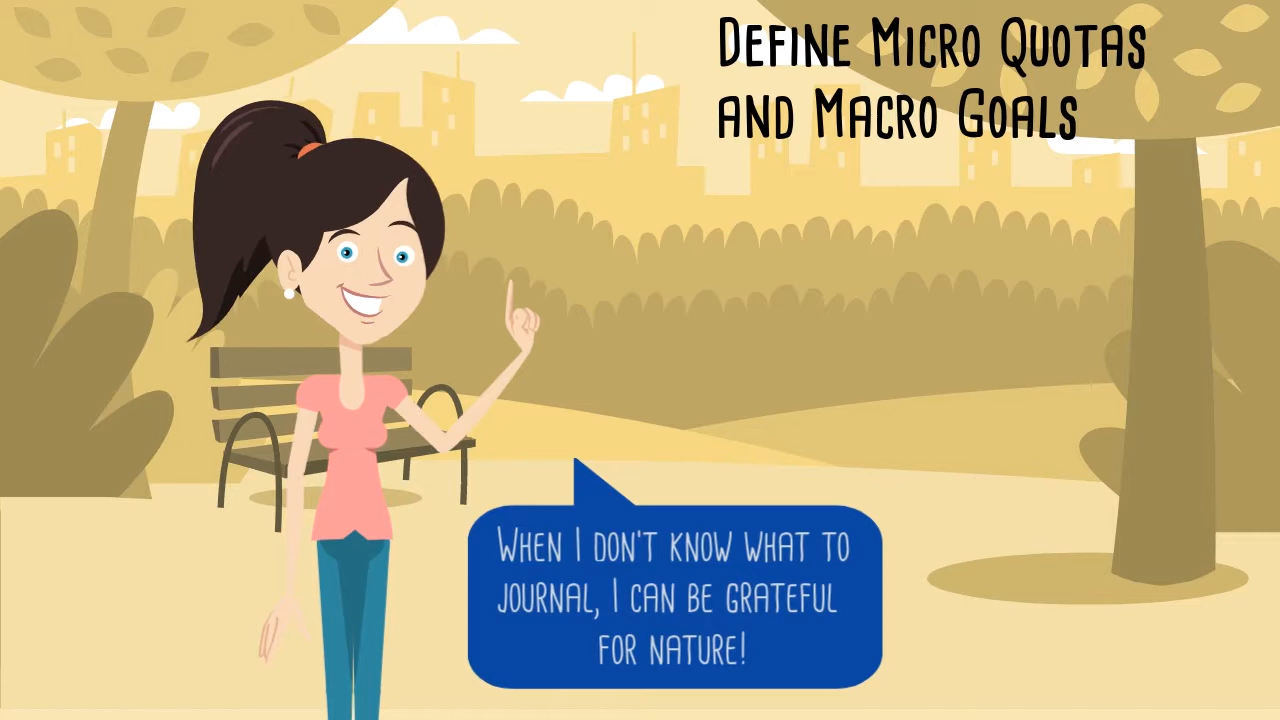 Define Micro Quotas
and Macro Goals
When I don't know what to
journal, I can be grateful
for nature!